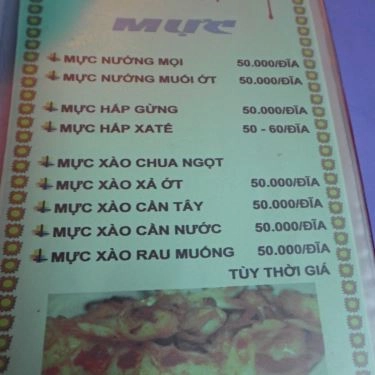 MỰC
MỰC NƯỚNG MỌI 50.000/ĐĨA
MỰC NƯỚNG MUỐI ỚT 50.000/ĐĨA
MỰC HẤP GỪNG 50.000/ĐĨA
MỰC HẤP XATÉ 50 - 60/ĐĨA
MỰC XÀO CHUA NGỌT
MỰC XÀO XẢ ỚT 50.000/ĐĨA
MỰC XÀO CẦN TÂY 50.000/ĐĨA
MỰC XÀO CẦN NƯỚC 50.000/ĐĨA
MỰC XÀO RAU MUỐNG 50.000/ĐĨA
TÙY THỜI GIÁ